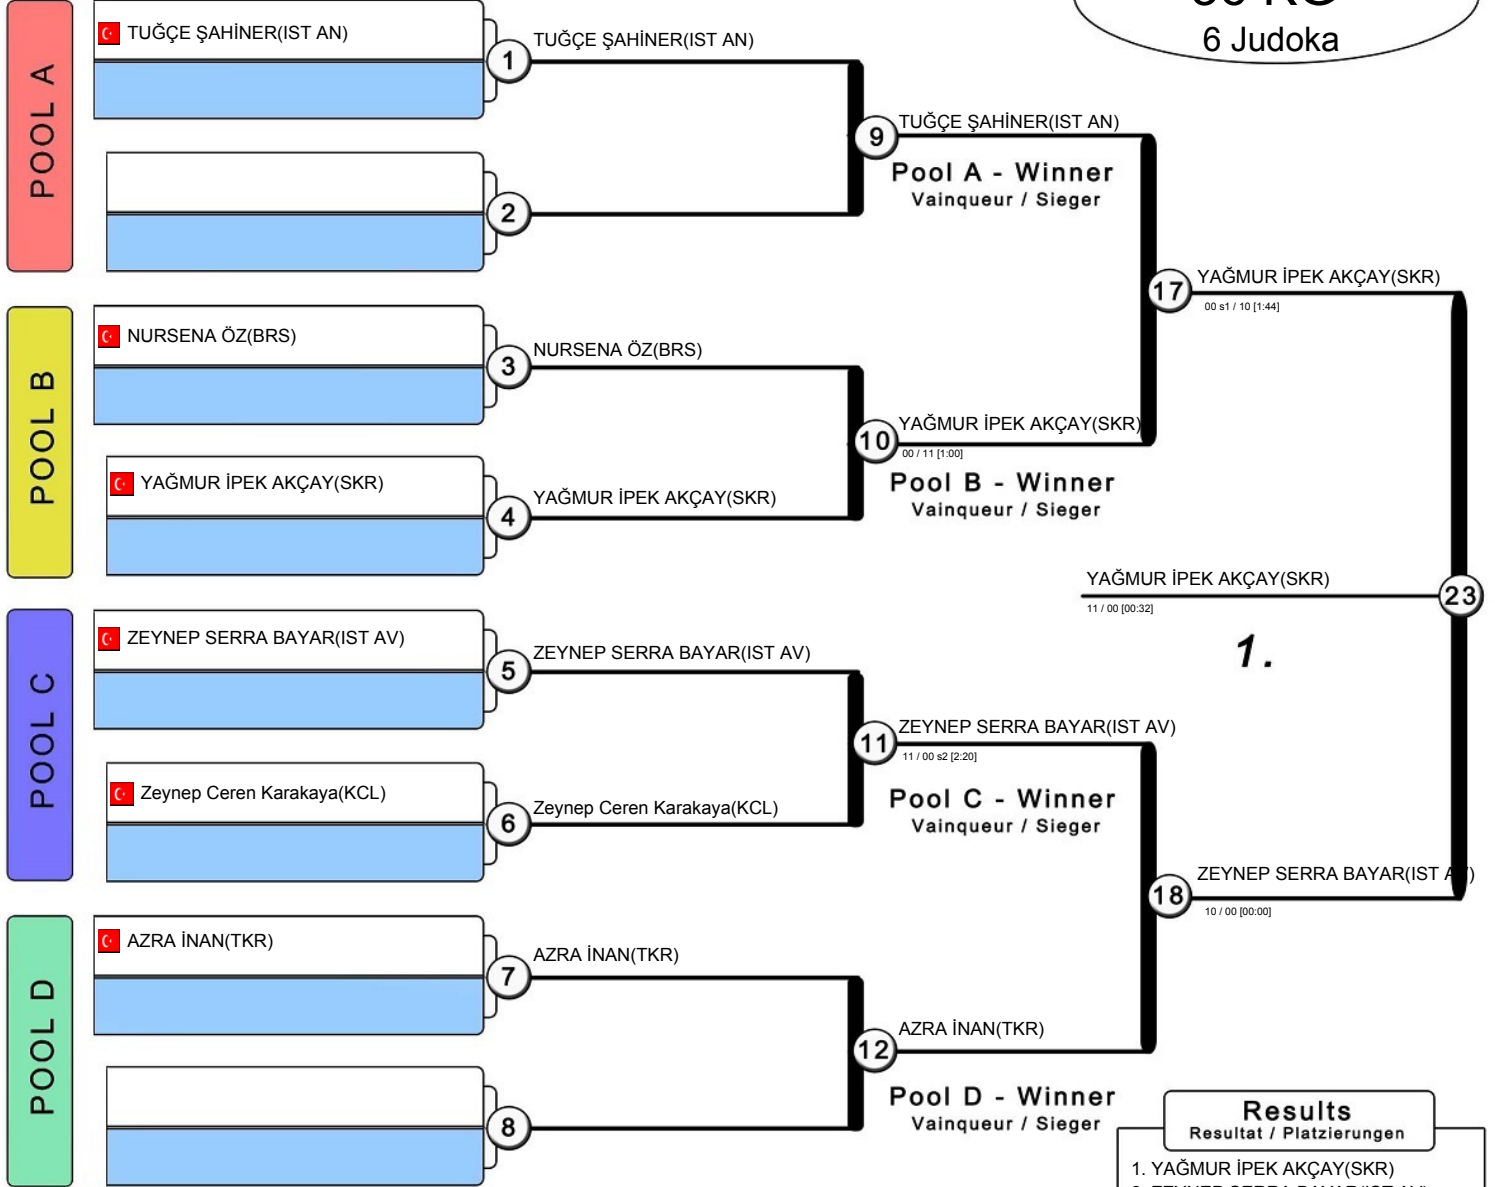 KG
6 Judoka
POOL A
TUĞÇE ŞAHİNER(IST AN)
1
TUĞÇE ŞAHİNER(IST AN)
2
9
TUĞÇE ŞAHİNER(IST AN)
Pool A - Winner
Vainqueur / Sieger
POOL B
NURSENA ÖZ(BRS)
3
NURSENA ÖZ(BRS)
YAĞMUR İPEK AKÇAY(SKR)
4
YAĞMUR İPEK AKÇAY(SKR)
10
YAĞMUR İPEK AKÇAY(SKR)
00 / 11 [1:00]
Pool B - Winner
Vainqueur / Sieger
17
YAĞMUR İPEK AKÇAY(SKR)
00 s1 / 10 [1:44]
YAĞMUR İPEK AKÇAY(SKR)
11 / 00 [00:32]
23
1.
POOL C
ZEYNEP SERRA BAYAR(IST AV)
5
ZEYNEP SERRA BAYAR(IST AV)
Zeynep Ceren Karakaya(KCL)
6
Zeynep Ceren Karakaya(KCL)
11
ZEYNEP SERRA BAYAR(IST AV)
11 / 00 s2 [2:20]
Pool C - Winner
Vainqueur / Sieger
18
ZEYNEP SERRA BAYAR(IST AV)
10 / 00 [00:00]
POOL D
AZRA İNAN(TKR)
7
AZRA İNAN(TKR)
8
12
AZRA İNAN(TKR)
Pool D - Winner
Vainqueur / Sieger
Results
Resultat / Platzierungen
1. YAĞMUR İPEK AKÇAY(SKR)